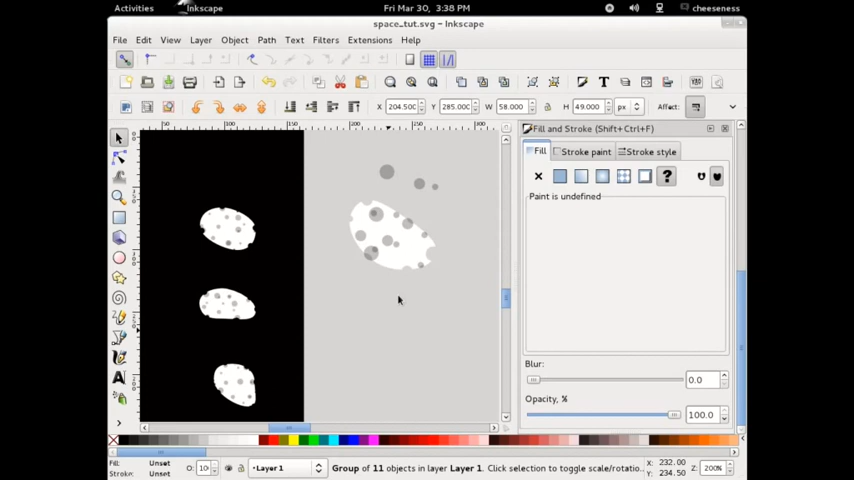 Activities Inkscape Fri Mar 30, 3:38 PM cheeseness
space_tut.svg - Inkscape
File Edit View Layer Object Path Text Filters Extensions Help
X 204.500 Y 285.000 W 58.000 H 49.000 px Affect:
Fill and Stroke (Shift+Ctrl+F)
Fill Stroke paint Stroke style
Paint is undefined
Blur:
0.0
Opacity, %
100.0
Fill: Unset
Stroke: Unset
O: 10 Layer 1 Group of 11 objects in layer Layer 1. Click selection to toggle scale/rotatio...
X: 232.00
Y: 234.50
Z: 200%